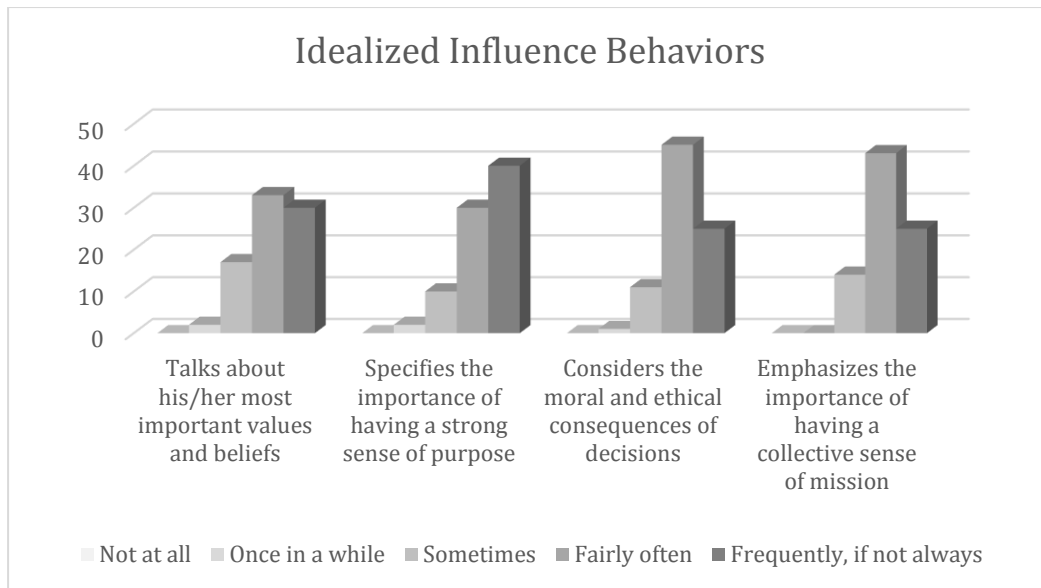 Idealized Influence Behaviors
50
40
30
20
10
0
Talks about
his/her most
important values
and beliefs
Specifies the
importance of
having a strong
sense of purpose
Considers the
moral and ethical
consequences of
decisions
Emphasizes the
importance of
having a
collective sense
of mission
Not at all Once in a while Sometimes Fairly often Frequently, if not always